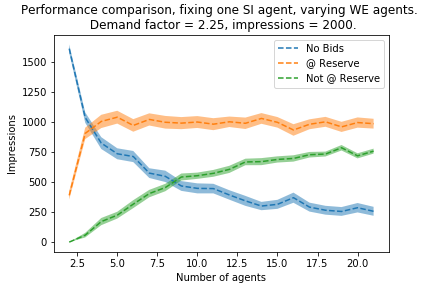 Performance comparison, fixing one SI agent, varying WE agents.
Demand factor = 2.25, impressions = 2000.
No Bids
@ Reserve
Not @ Reserve
Impressions
1500
1250
1000
750
500
250
0
2.5 5.0 7.5 10.0 12.5 15.0 17.5 20.0
Number of agents